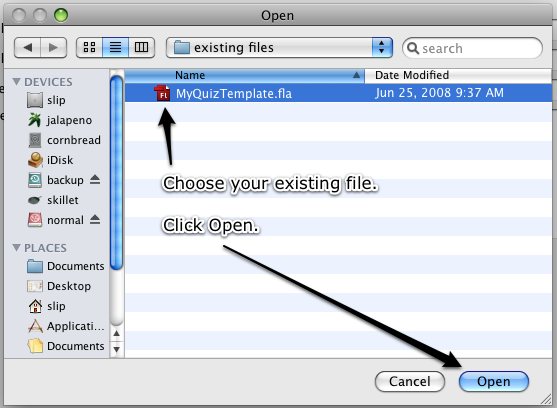 Open
existing files
search
DEVICES
slip
jalapeno
cornbread
iDisk
backup
skillet
normal
PLACES
Documents
Desktop
slip
Applicati...
Documents
Name Date Modified
FL MyQuizTemplate.fla Jun 25, 2008 9:37 AM
Choose your existing file.
Click Open.
Cancel Open